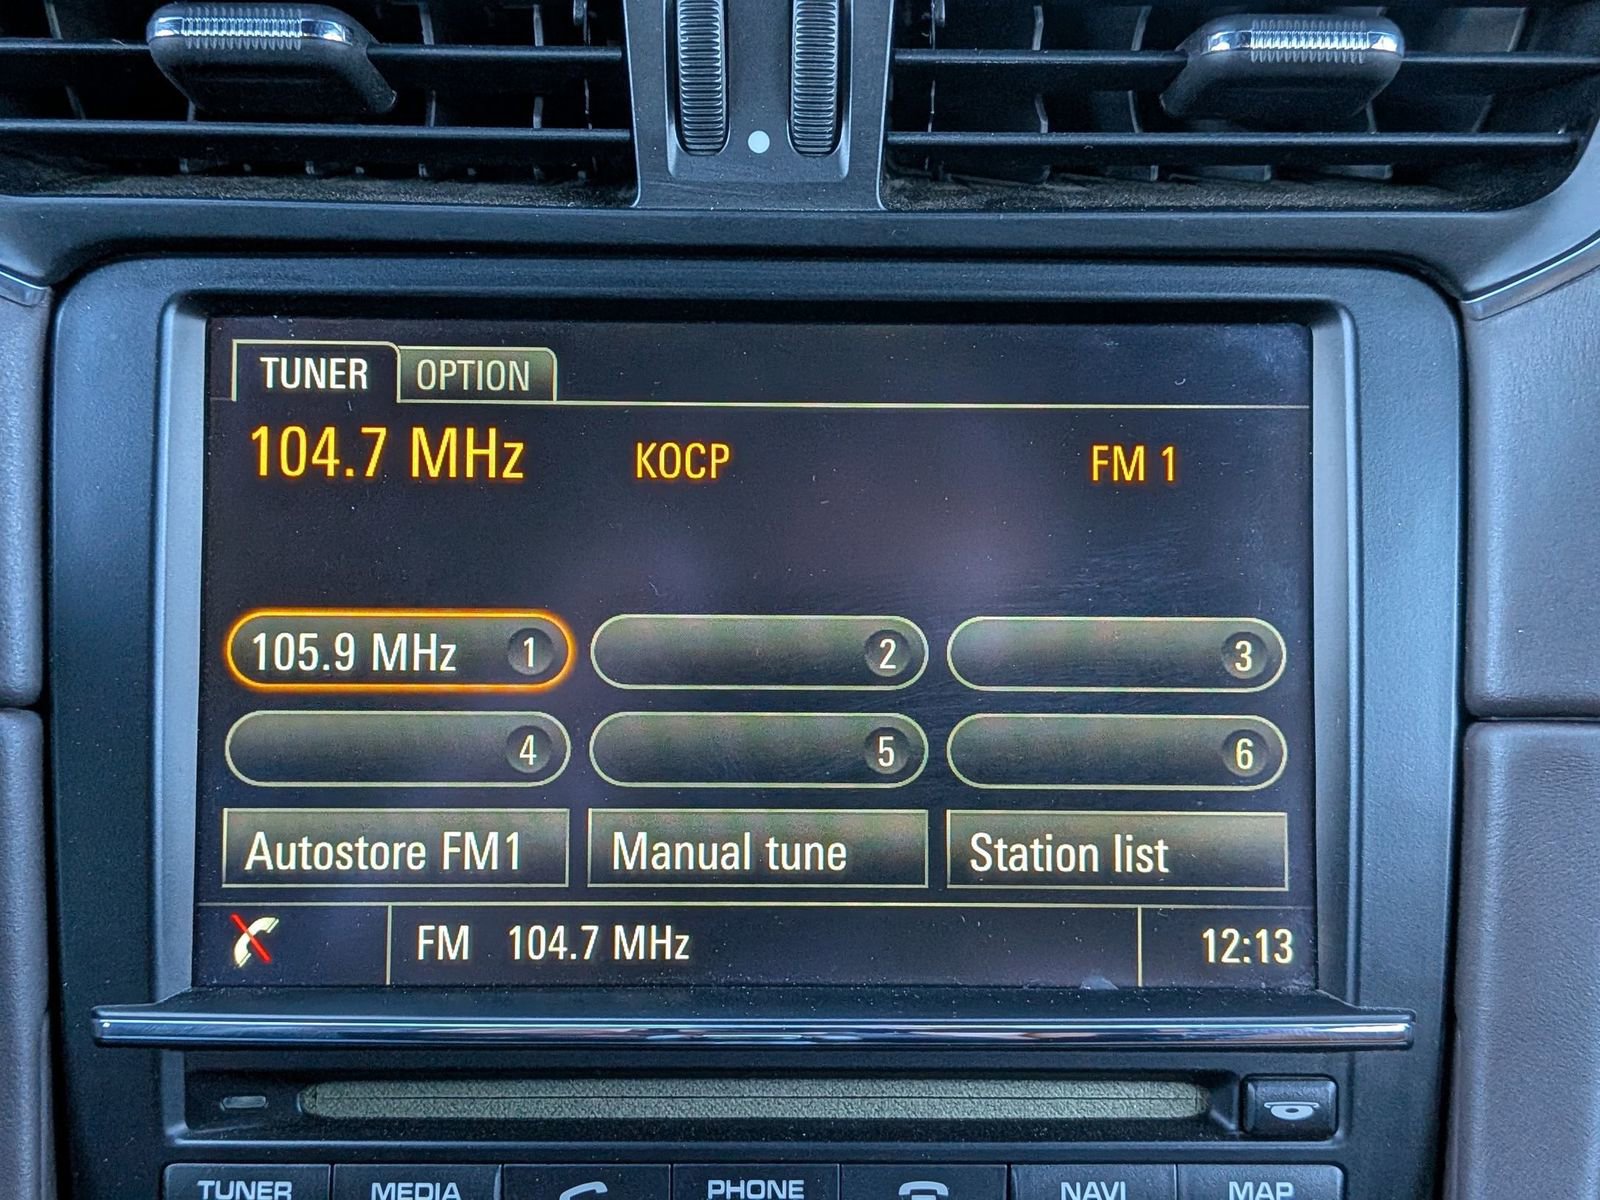 TUNER OPTION
104.7 MHz KOCP FM 1
105.9 MHz 1 2 3
4 5 6
Autostore FM1 Manual tune Station list
FM 104.7 MHz 12:13
TUNER MEDIA PHONE NAVI MAP